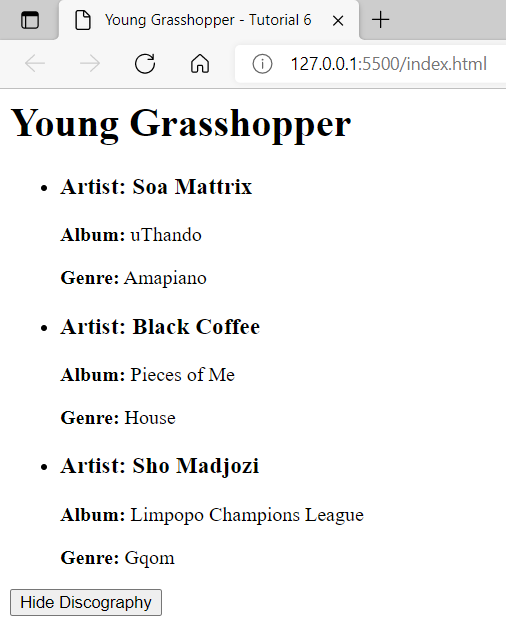 Young Grasshopper - Tutorial 6
127.0.0.1:5500/index.html
Young Grasshopper
Artist: Soa Mattrix
Album: uThando
Genre: Amapiano
Artist: Black Coffee
Album: Pieces of Me
Genre: House
Artist: Sho Madjozi
Album: Limpopo Champions League
Genre: Gqom
Hide Discography